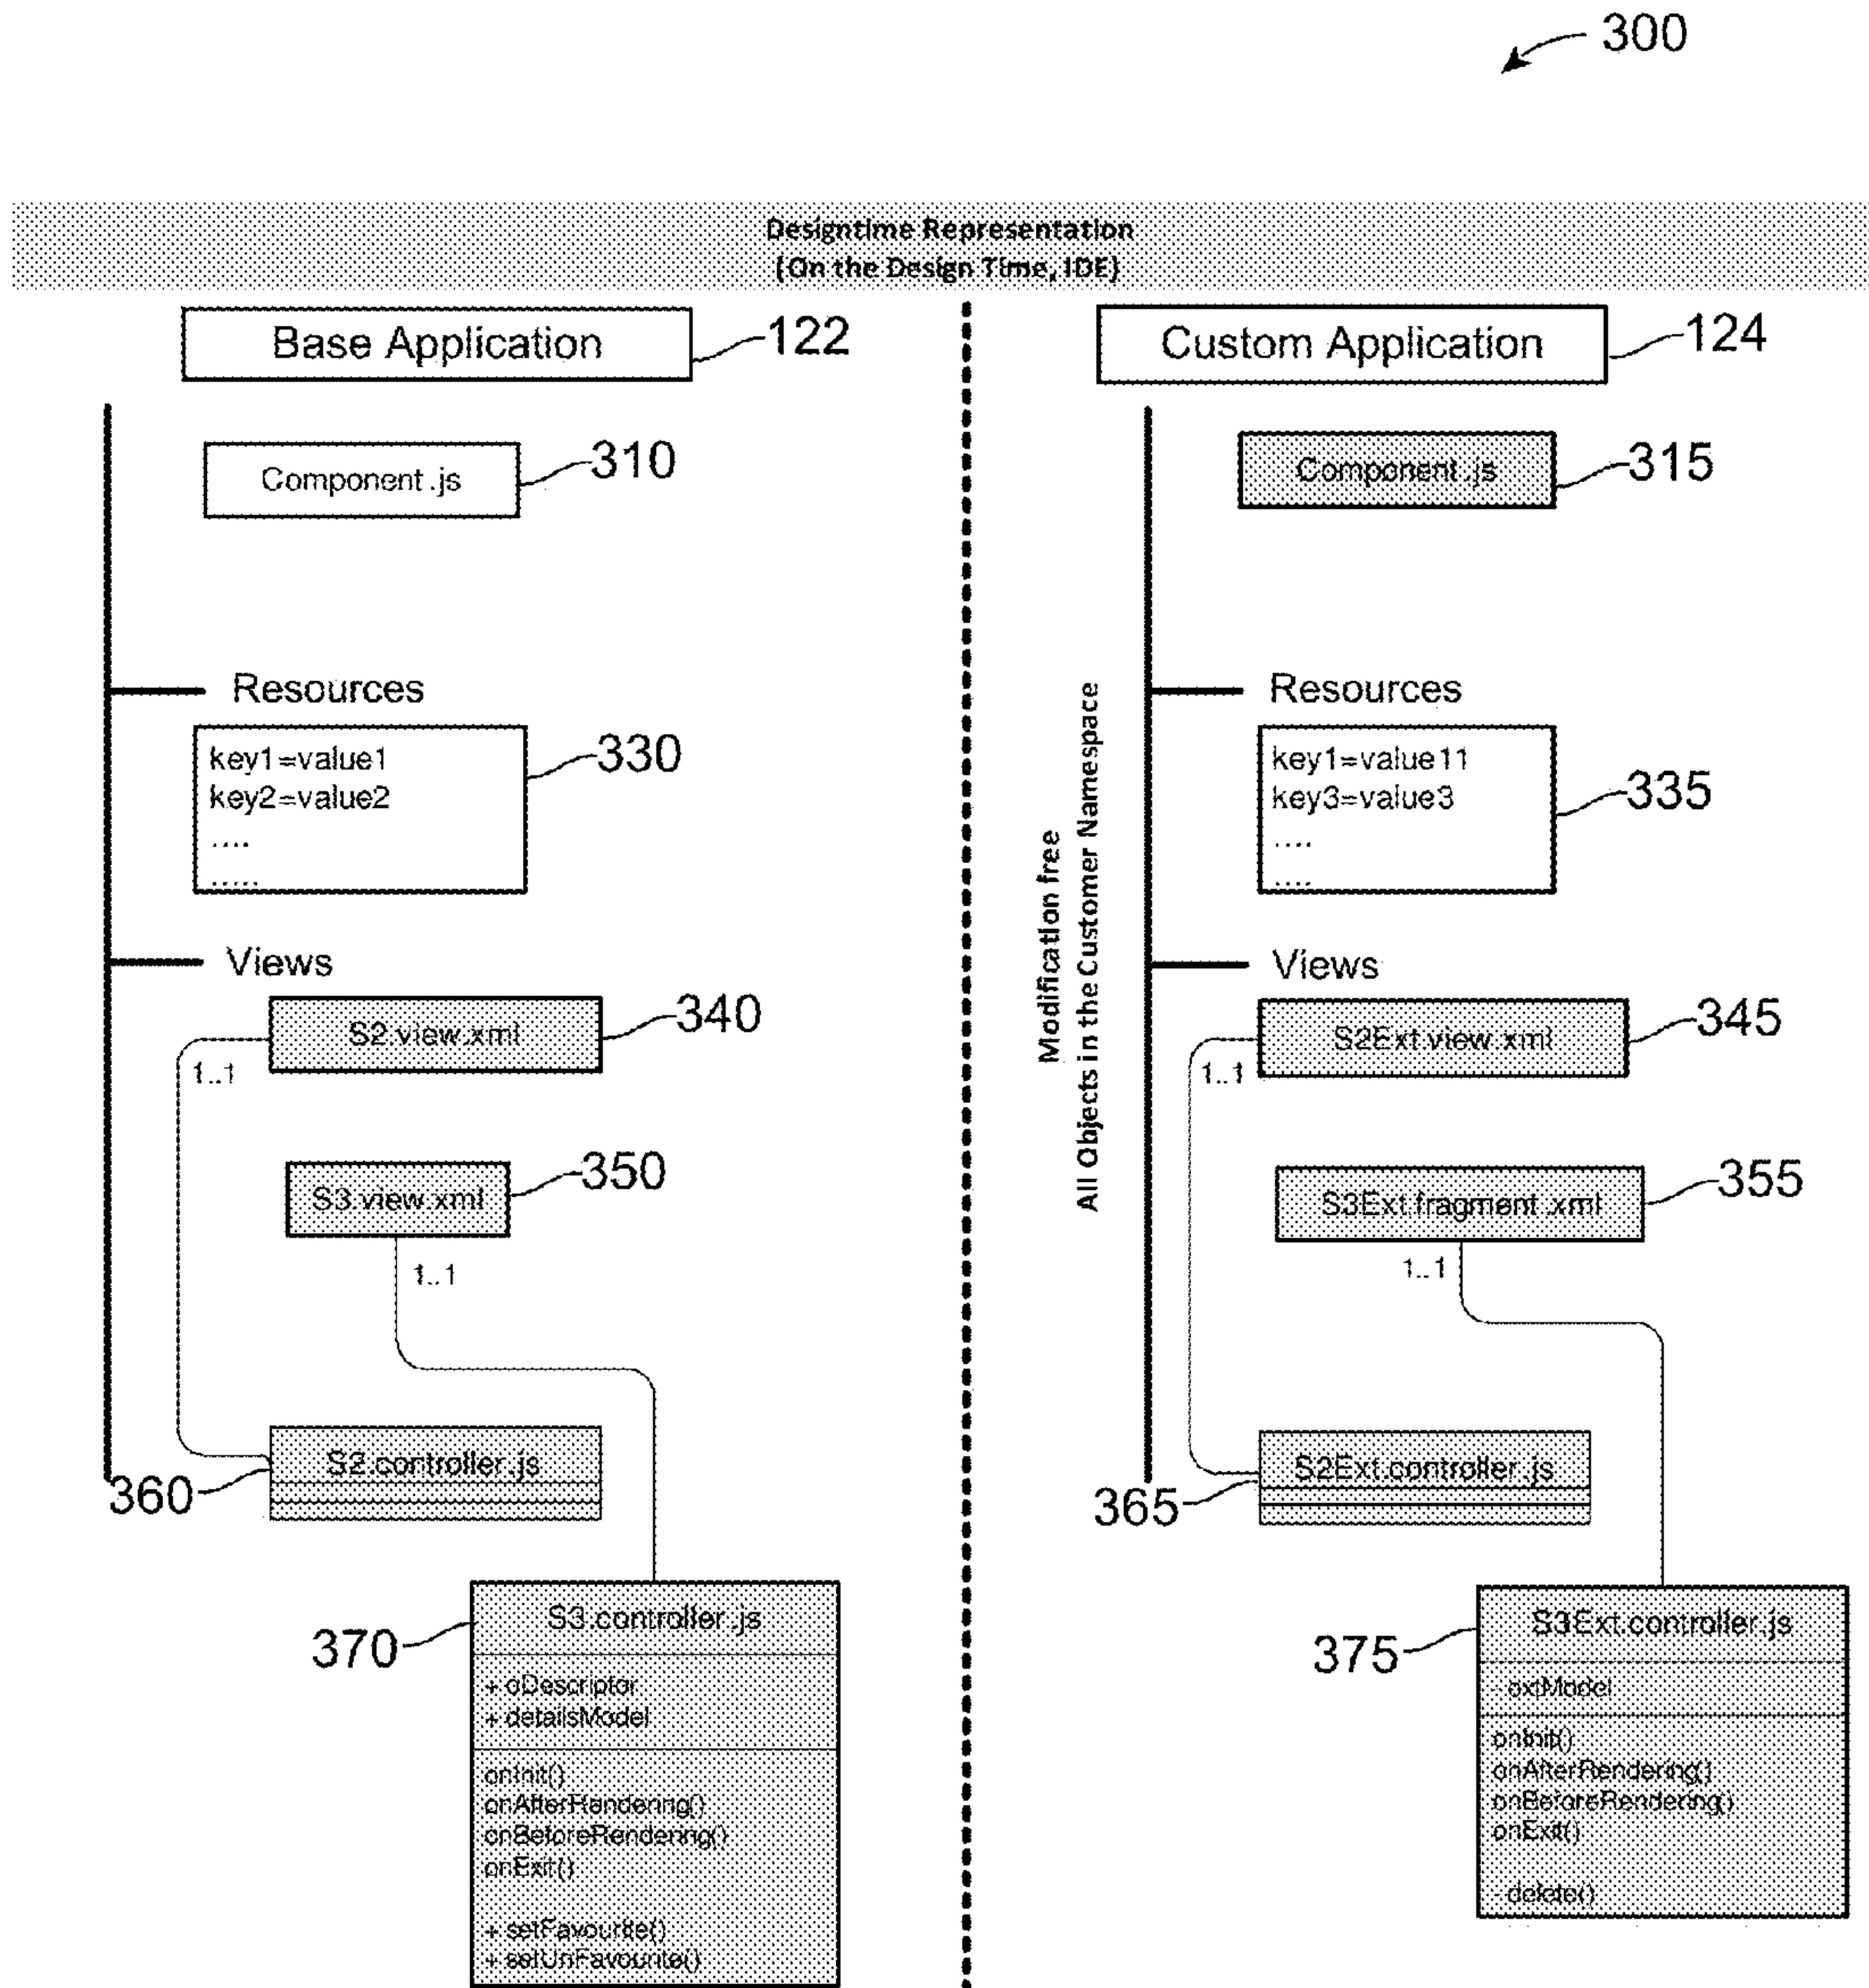 300
Designtime Representation
(On the Design Time, IDE)
Base Application
122
Component.js
310
Resources
key1=value1
key2=value2
....
.....
330
Views
S2.view.xml
340
1..1
S3.view.xml
350
1..1
S2.controller.js
360
S3.controller.js
370
+ oDescriptor
+ detailsModel
onInit()
onAfterRendering()
onBeforeRendering()
onExit()
+ setFavourite()
+ setUnFavourite()
Custom Application
124
Component.js
315
Modification free
All Objects in the Customer Namespace
Resources
key1=value11
key3=value3
....
....
335
Views
S2Ext.view.xml
345
1..1
S3Ext.fragment.xml
355
1..1
S2Ext.controller.js
365
S3Ext.controller.js
375
- extModel
onInit()
onAfterRendering()
onBeforeRendering()
onExit()
- delete()